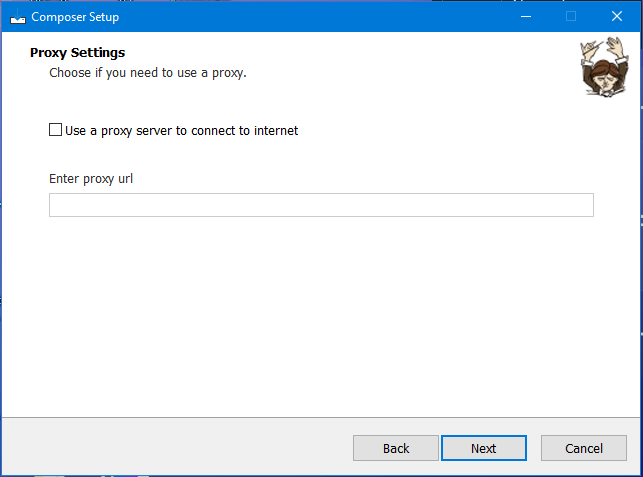 Composer Setup
Proxy Settings
Choose if you need to use a proxy.
Use a proxy server to connect to internet
Enter proxy url
Back
Next
Cancel